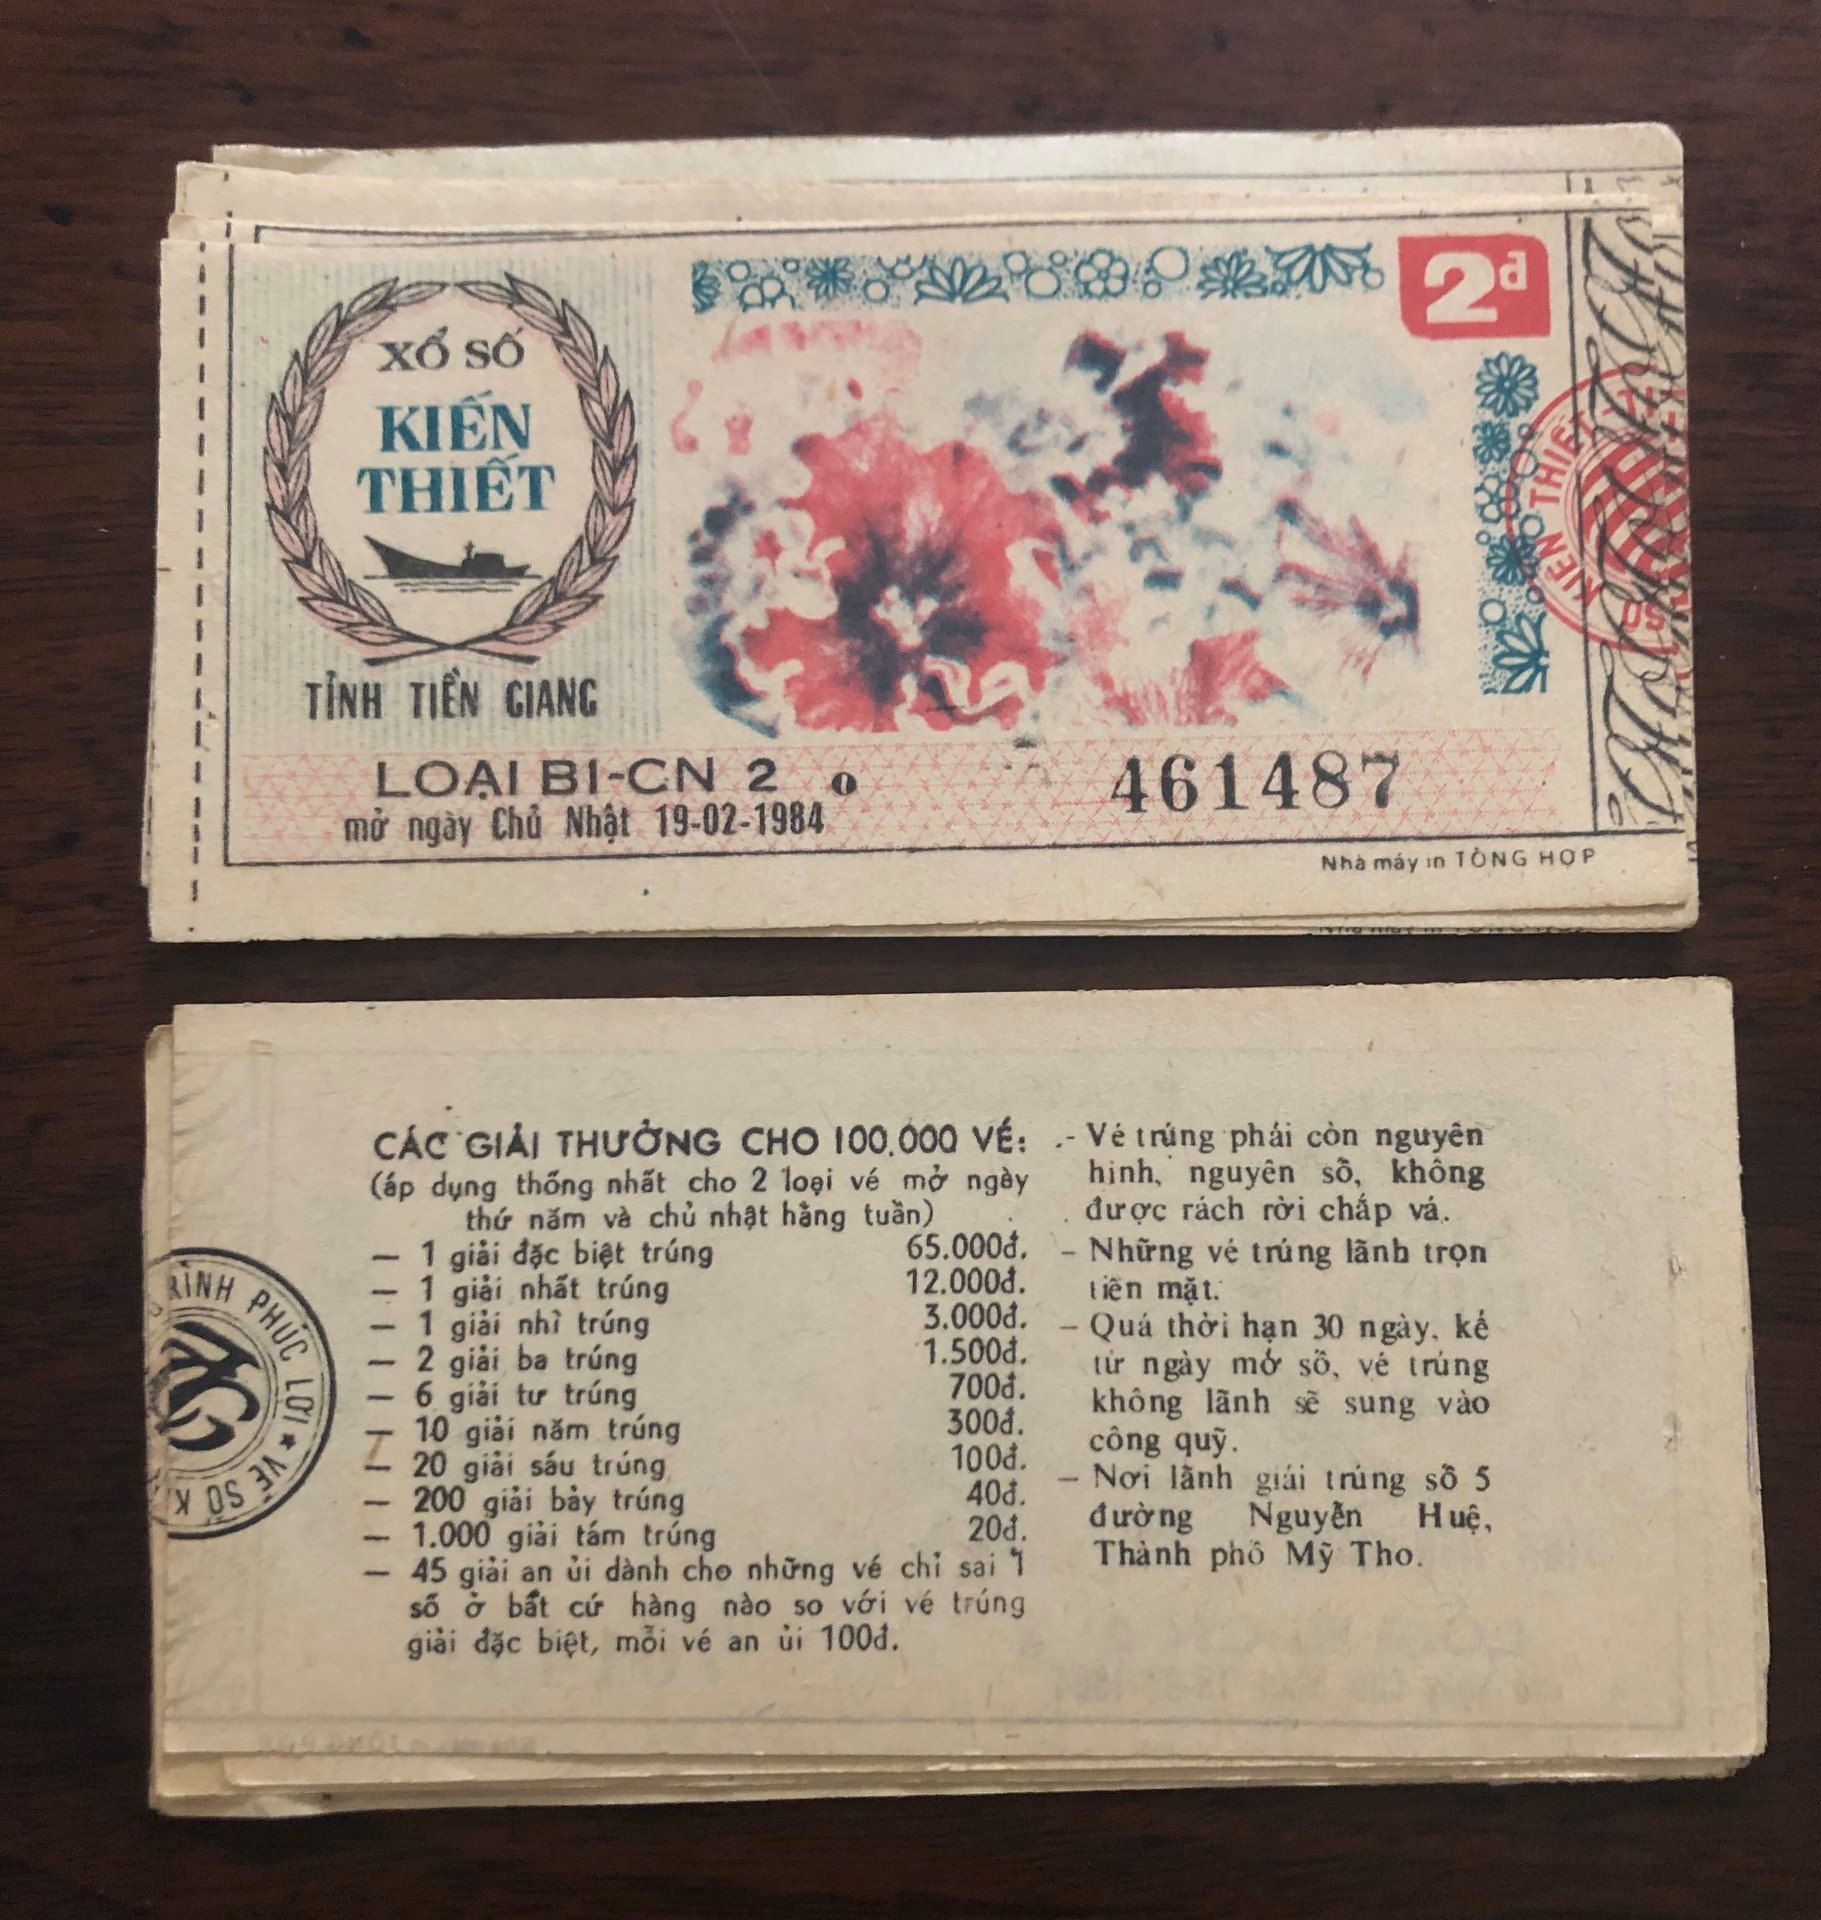 XỔ SỐ
KIẾN
THIẾT
TỈNH TIỀN GIANG
2đ
KIẾN THIẾT
LOẠI B1-CN 2
461487
mở ngày Chủ Nhật 19-02-1984
Nhà máy in TỔNG HỢP
CÁC GIẢI THƯỞNG CHO 100.000 VÉ:
(áp dụng thống nhất cho 2 loại vé mở ngày
thứ năm và chủ nhật hằng tuần)
— 1 giải đặc biệt trúng 65.000đ.
— 1 giải nhất trúng 12.000đ.
— 1 giải nhì trúng 3.000đ.
— 2 giải ba trúng 1.500đ.
— 6 giải tư trúng 700đ.
— 10 giải năm trúng 300đ.
— 20 giải sáu trúng 100đ.
— 200 giải bảy trúng 40đ.
— 1.000 giải tám trúng 20đ.
— 45 giải an ủi dành cho những vé chỉ sai 1
số ở bất cứ hàng nào so với vé trúng
giải đặc biệt, mỗi vé an ủi 100đ.
- Vé trúng phải còn nguyên
hình, nguyên số, không
được rách rời chắp vá.
- Những vé trúng lãnh trọn
tiền mặt.
- Quá thời hạn 30 ngày, kể
từ ngày mở số, vé trúng
không lãnh sẽ sung vào
công quỹ.
- Nơi lãnh giải trúng số 5
đường Nguyễn Huệ,
Thành phố Mỹ Tho.
PHÚC LỢI ★ VÉ SỐ